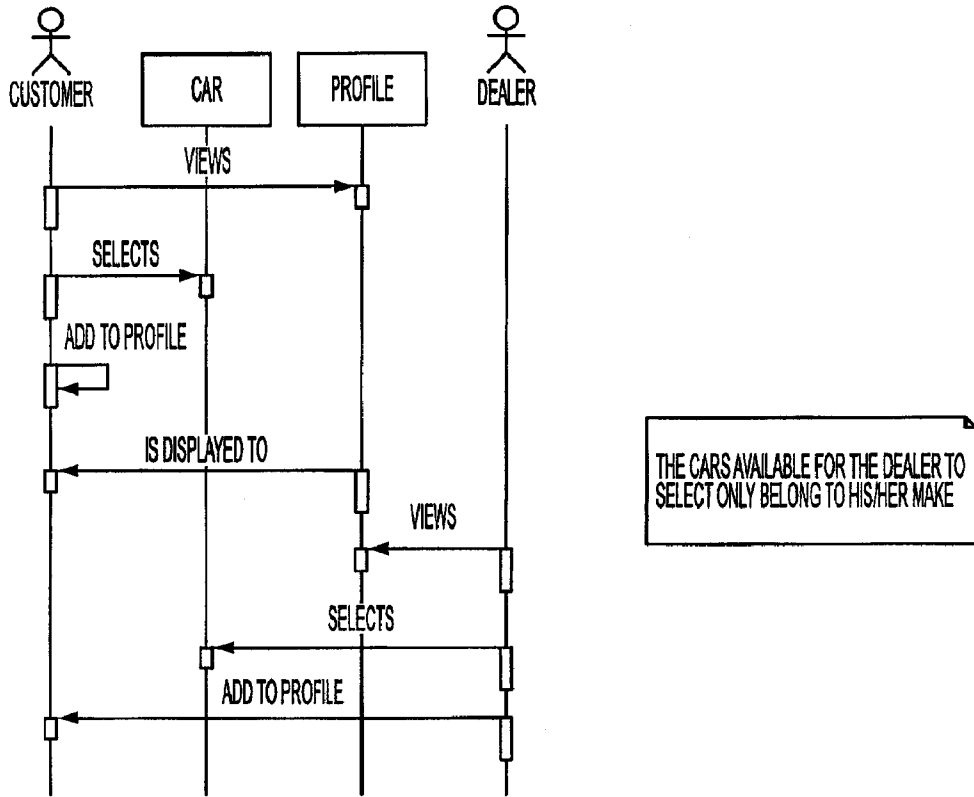 CUSTOMER
CAR
PROFILE
DEALER
VIEWS
SELECTS
ADD TO PROFILE
IS DISPLAYED TO
VIEWS
SELECTS
ADD TO PROFILE
THE CARS AVAILABLE FOR THE DEALER TO
SELECT ONLY BELONG TO HIS/HER MAKE